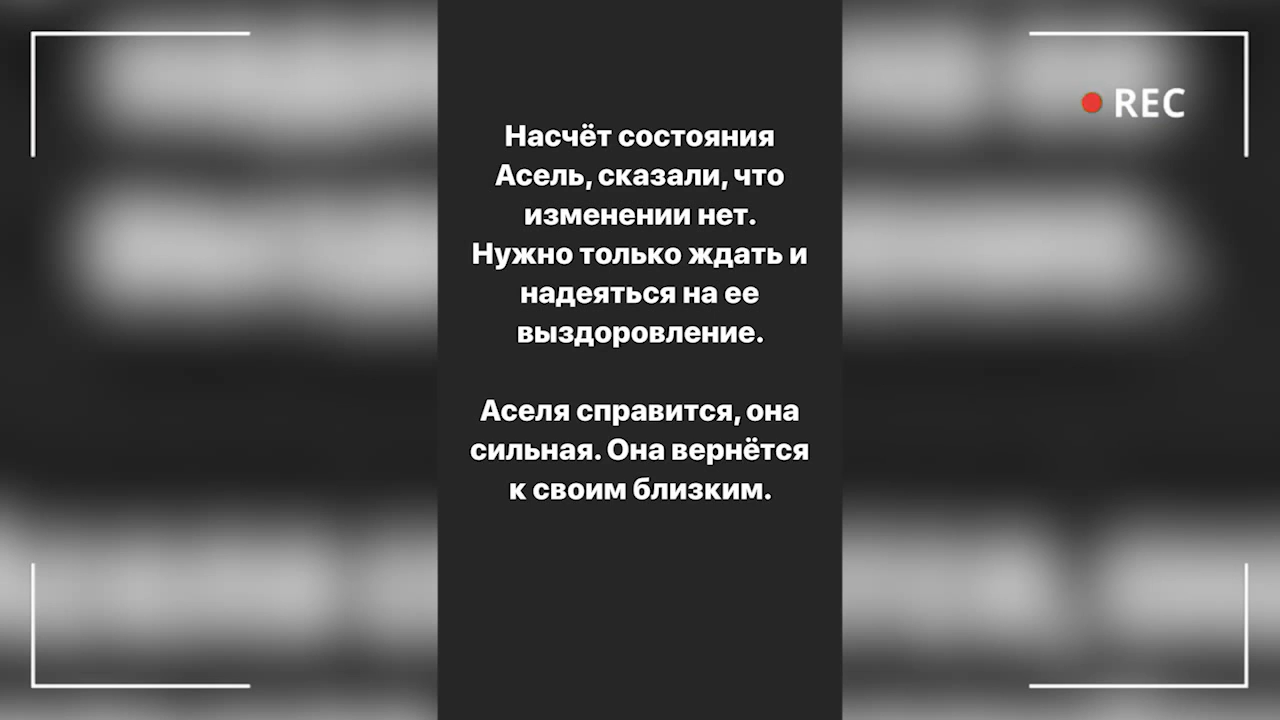 REC
Насчёт состояния
Асель, сказали, что
изменении нет.
Нужно только ждать и
надеяться на ее
выздоровление.
Аселя справится, она
сильная. Она вернётся
к своим близким.